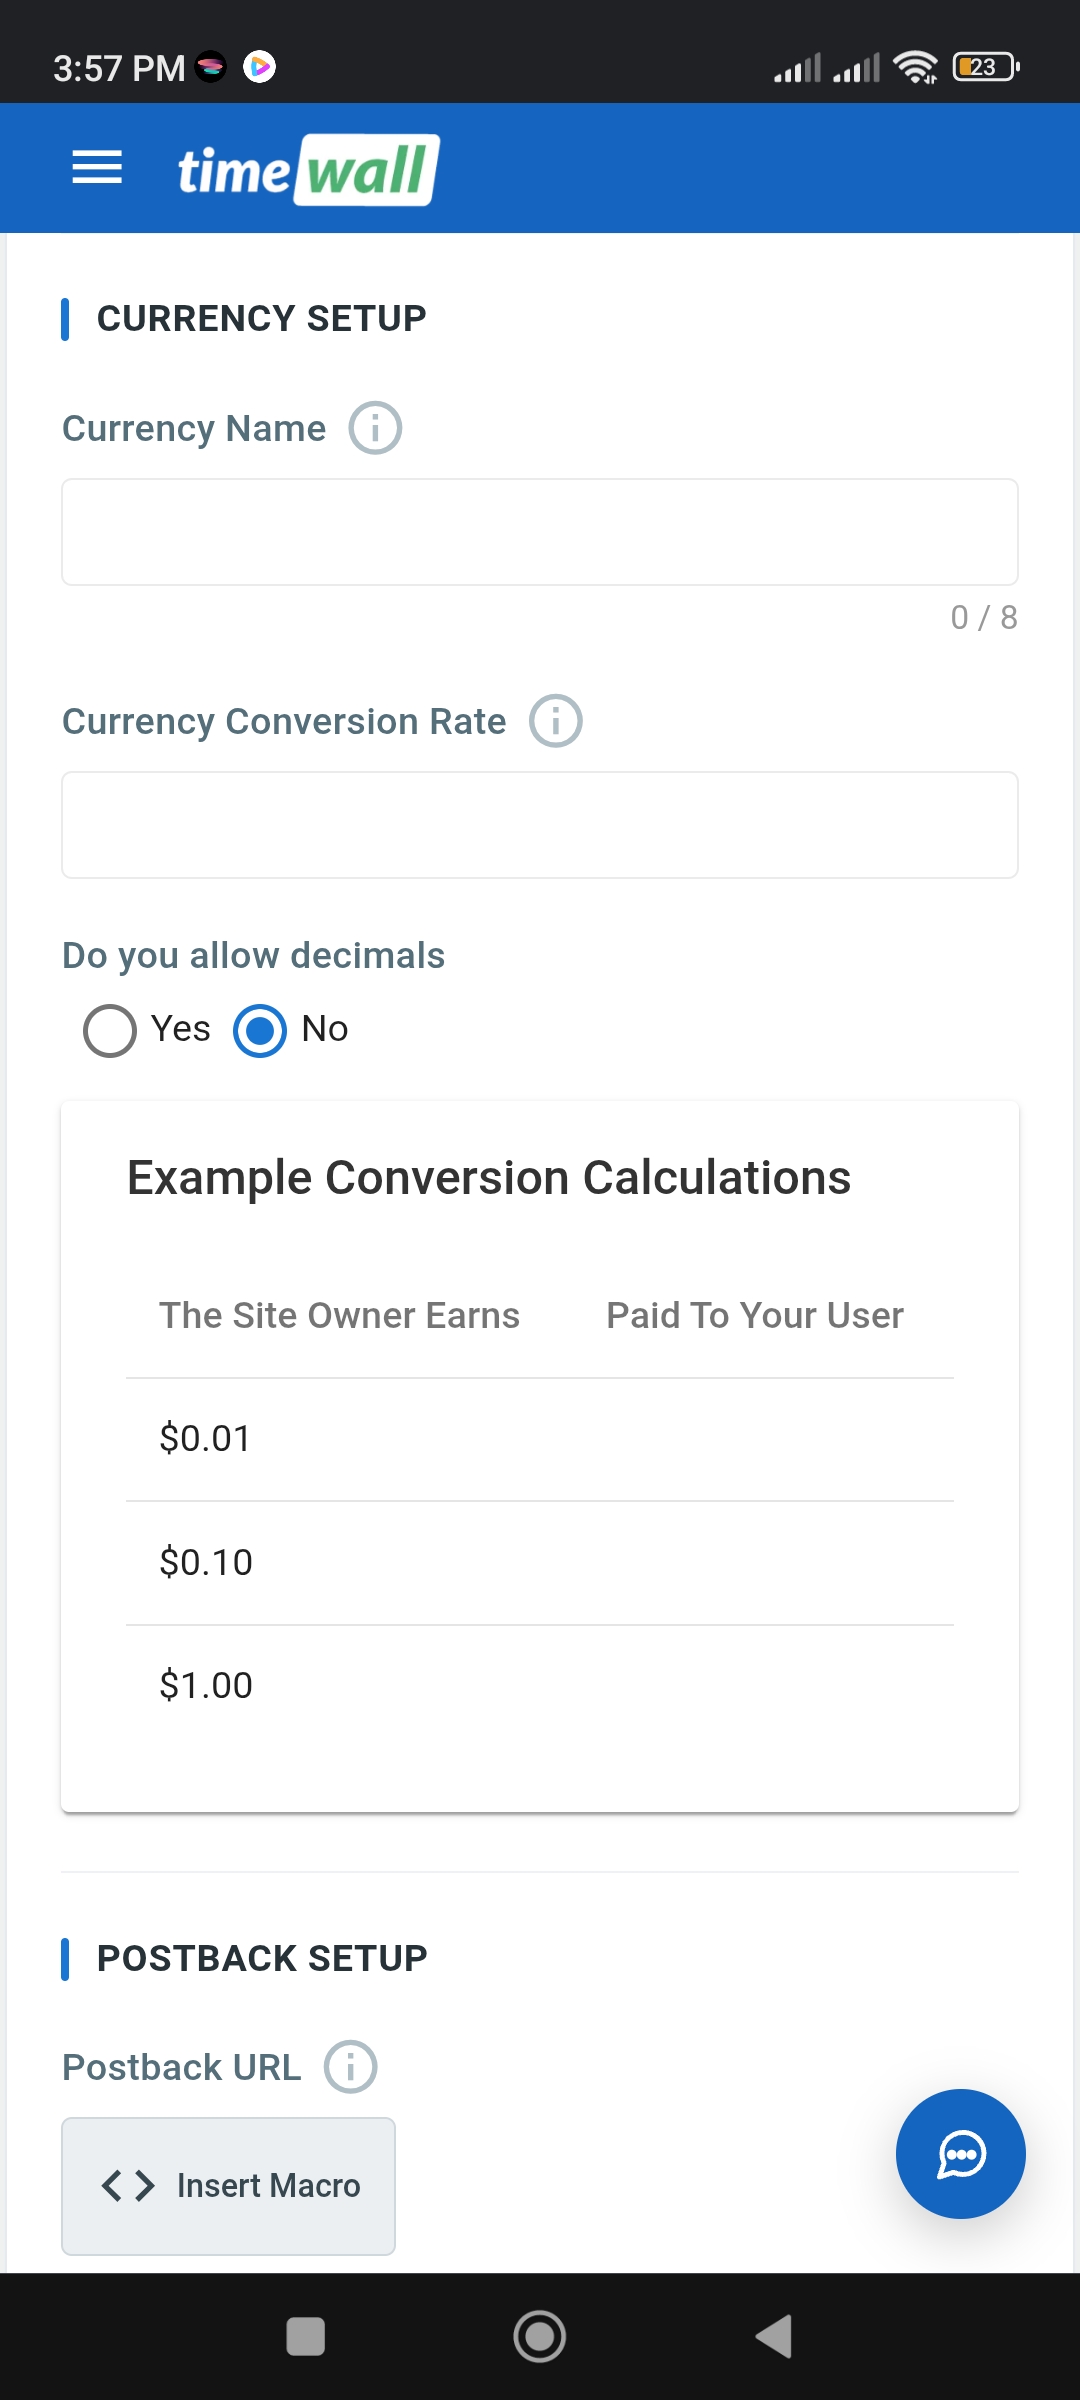 3:57 PM
23
time wall
CURRENCY SETUP
Currency Name
0 / 8
Currency Conversion Rate
Do you allow decimals
Yes No
Example Conversion Calculations
The Site Owner Earns Paid To Your User
$0.01
$0.10
$1.00
POSTBACK SETUP
Postback URL
Insert Macro